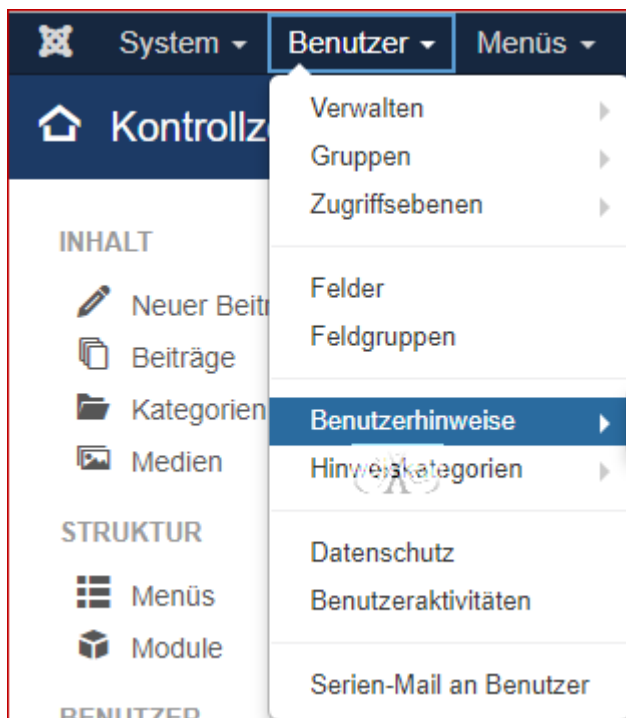 System Benutzer Menüs
Kontrollz
Verwalten
Gruppen
Zugriffsebenen
Felder
Feldgruppen
Benutzerhinweise
Hinweiskategorien
Datenschutz
Benutzeraktivitäten
Serien-Mail an Benutzer
INHALT
Neuer Beitr
Beiträge
Kategorien
Medien
STRUKTUR
Menüs
Module
BENUTZER